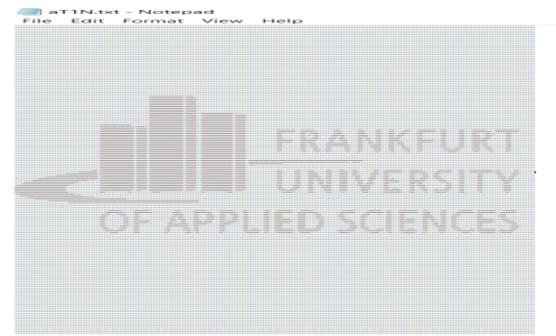 aT1N.txt - Notepad
File Edit Format View Help
FRANKFURT
UNIVERSITY
OF APPLIED SCIENCES